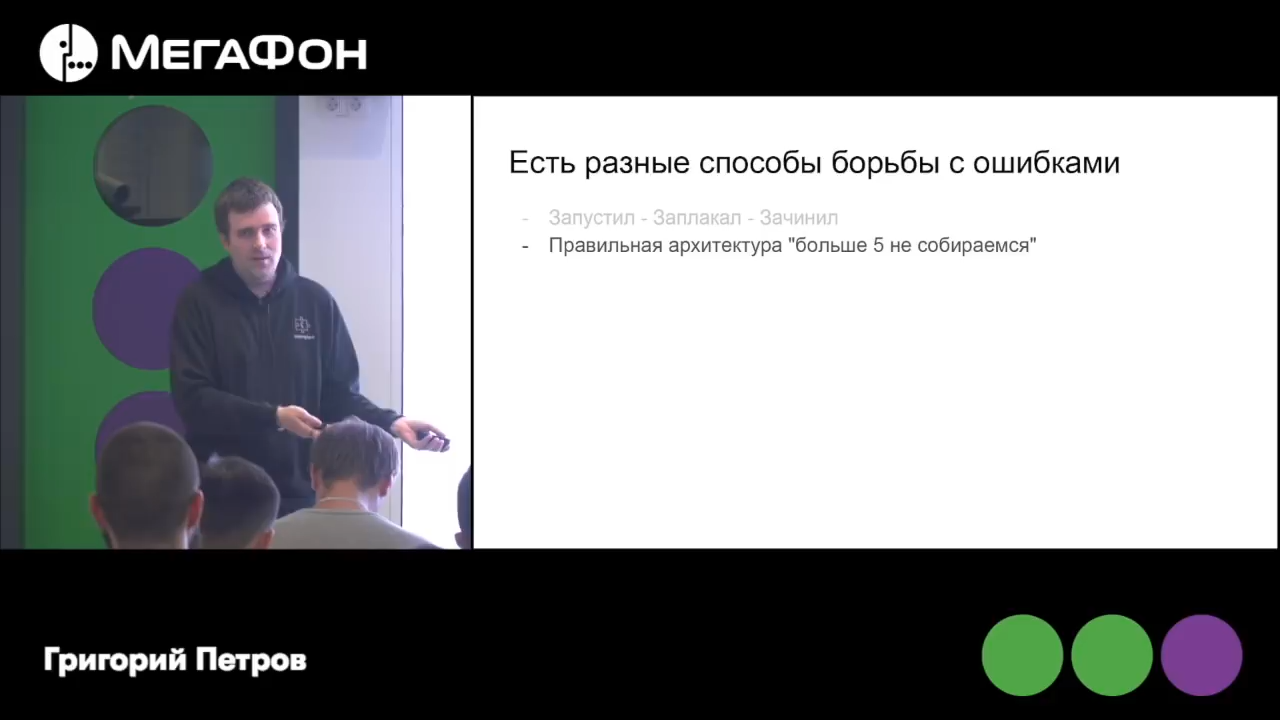 МегаФон
Есть разные способы борьбы с ошибками
- Запустил - Заплакал - Зачинил
- Правильная архитектура "больше 5 не собираемся"
Григорий Петров